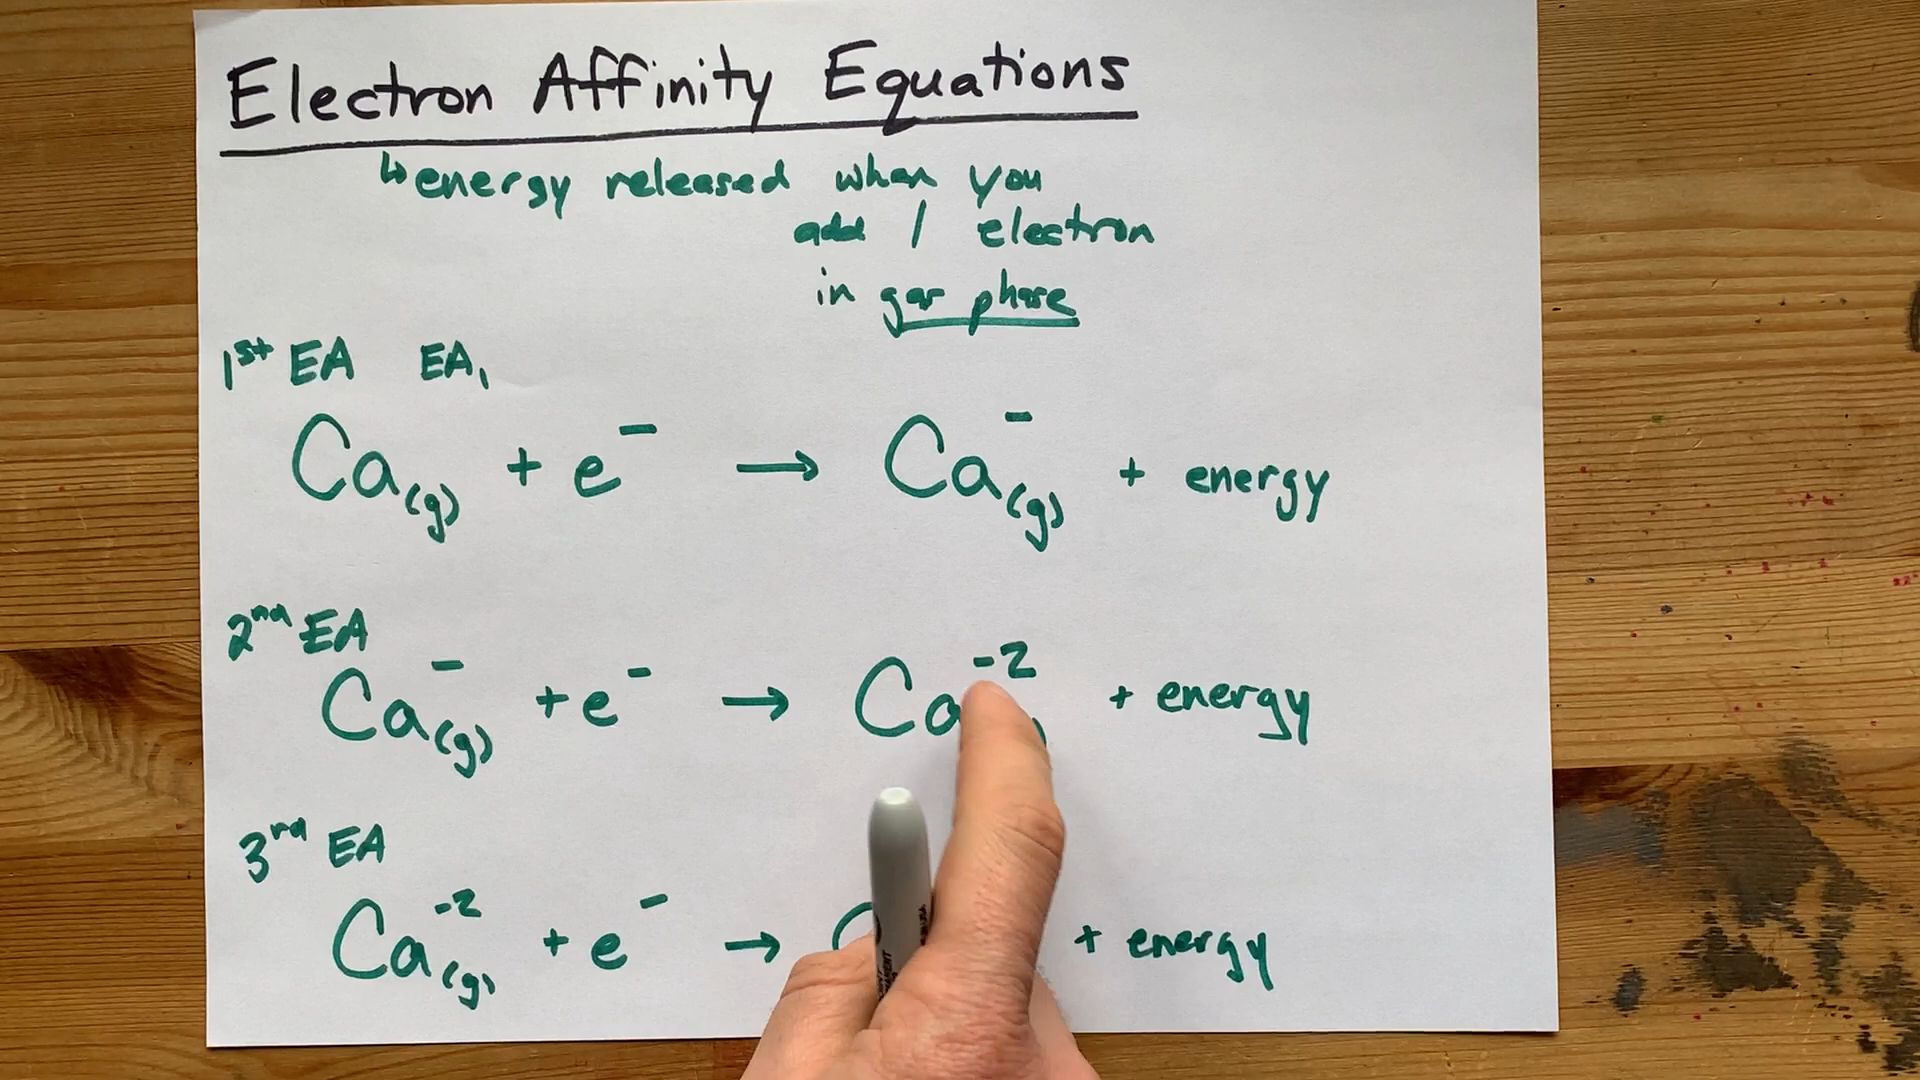 Electron Affinity Equations
↳ energy released when you
add 1 electron
in gas phase
1st EA EA₁
Ca(g) + e⁻ → Ca⁻(g) + energy
2nd EA
Ca⁻(g) + e⁻ → Ca⁻² + energy
3rd EA
Ca⁻²(g) + e⁻ → C + energy